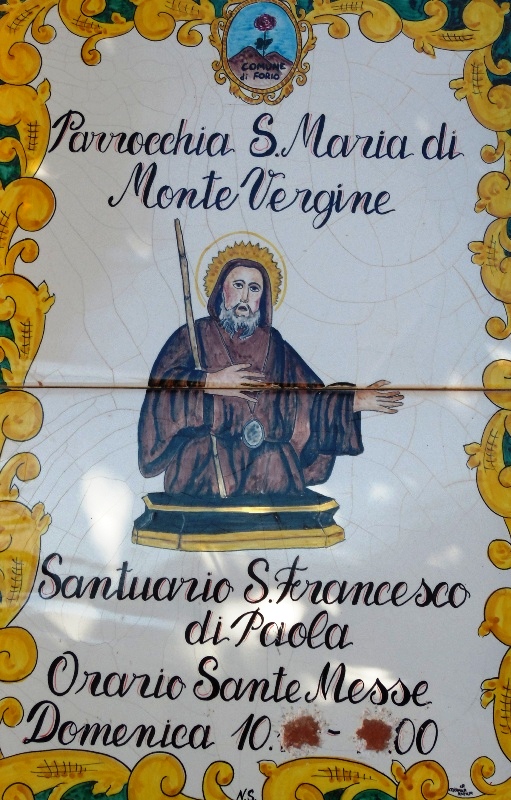 COMUNE
di FORIO
Parrocchia S. Maria di
Monte Vergine
Santuario S. Francesco
di Paola
Orario Sante Messe
Domenica 10. - 00
N.S.